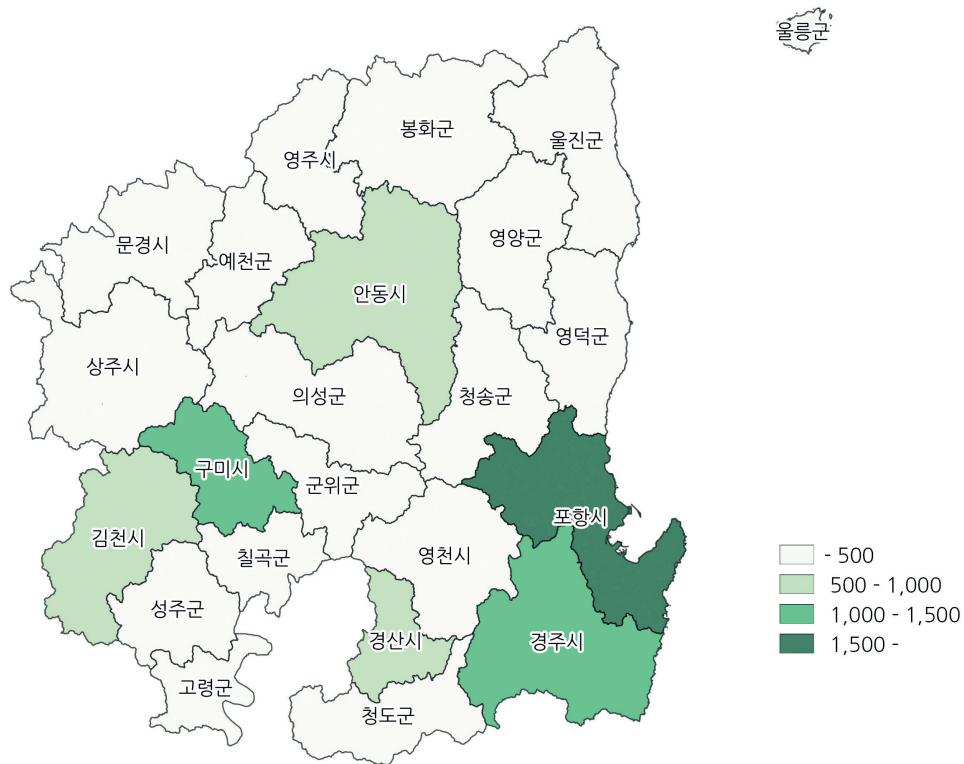 울릉군
봉화군
울진군
영주시
영양군
문경시
예천군
안동시
영덕군
상주시
의성군
청송군
구미시
군위군
포항시
김천시
칠곡군
영천시
성주군
경산시
경주시
고령군
청도군
- 500
500 - 1,000
1,000 - 1,500
1,500 -